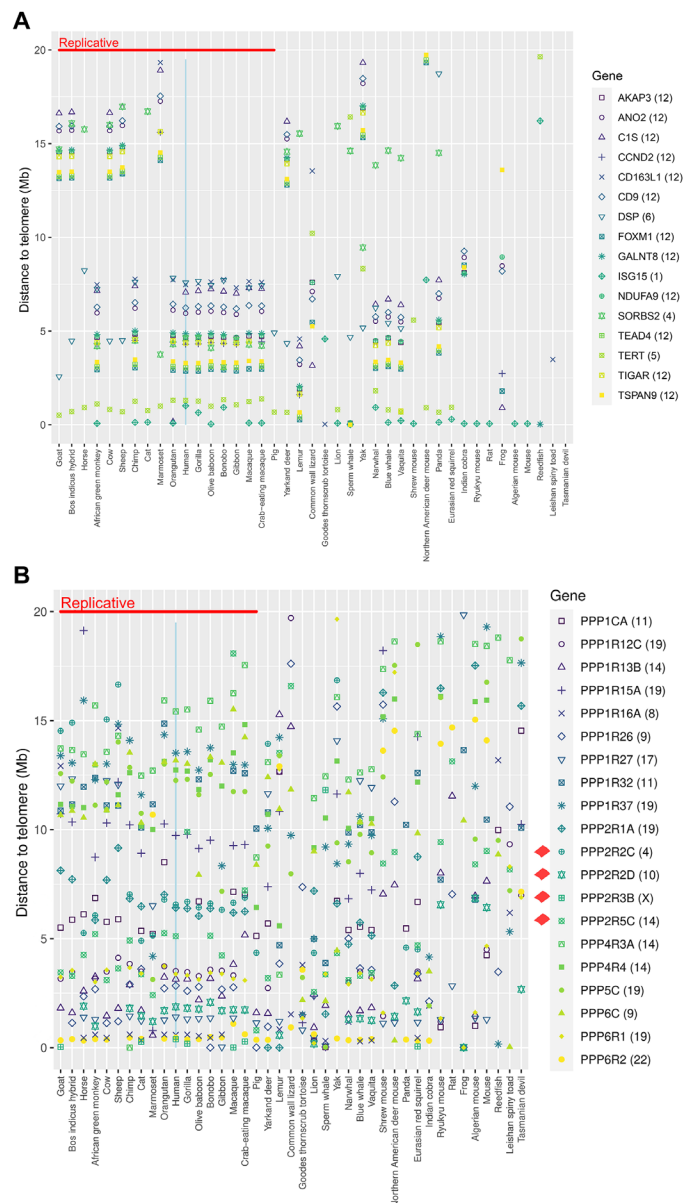 A
Replicative
Distance to telomere (Mb)
20
15
10
5
0
Goat
Bos indicus hybrid
Horse
African green monkey
Cow
Sheep
Chimp
Cat
Marmoset
Orangutan
Human
Gorilla
Olive baboon
Bonobo
Gibbon
Macaque
Crab-eating macaque
Pig
Yarkand deer
Lemur
Common wall lizard
Goodes thornscrub tortoise
Lion
Sperm whale
Yak
Narwhal
Blue whale
Vaquita
Shrew mouse
Northern American deer mouse
Panda
Eurasian red squirrel
Indian cobra
Ryukyu mouse
Rat
Frog
Algerian mouse
Mouse
Reedfish
Leishan spiny toad
Tasmanian devil
Gene
AKAP3 (12)
ANO2 (12)
C1S (12)
CCND2 (12)
CD163L1 (12)
CD9 (12)
DSP (6)
FOXM1 (12)
GALNT8 (12)
ISG15 (1)
NDUFA9 (12)
SORBS2 (4)
TEAD4 (12)
TERT (5)
TIGAR (12)
TSPAN9 (12)
B
Replicative
Distance to telomere (Mb)
20
15
10
5
0
Goat
Bos indicus hybrid
Horse
African green monkey
Cow
Sheep
Chimp
Cat
Marmoset
Orangutan
Human
Gorilla
Olive baboon
Bonobo
Gibbon
Macaque
Crab-eating macaque
Pig
Yarkand deer
Lemur
Common wall lizard
Goodes thornscrub tortoise
Lion
Sperm whale
Yak
Narwhal
Blue whale
Vaquita
Shrew mouse
Northern American deer mouse
Panda
Eurasian red squirrel
Indian cobra
Ryukyu mouse
Rat
Frog
Algerian mouse
Mouse
Reedfish
Leishan spiny toad
Tasmanian devil
Gene
PPP1CA (11)
PPP1R12C (19)
PPP1R13B (14)
PPP1R15A (19)
PPP1R16A (8)
PPP1R26 (9)
PPP1R27 (17)
PPP1R32 (11)
PPP1R37 (19)
PPP2R1A (19)
PPP2R2C (4)
PPP2R2D (10)
PPP2R3B (X)
PPP2R5C (14)
PPP4R3A (14)
PPP4R4 (14)
PPP5C (19)
PPP6C (9)
PPP6R1 (19)
PPP6R2 (22)